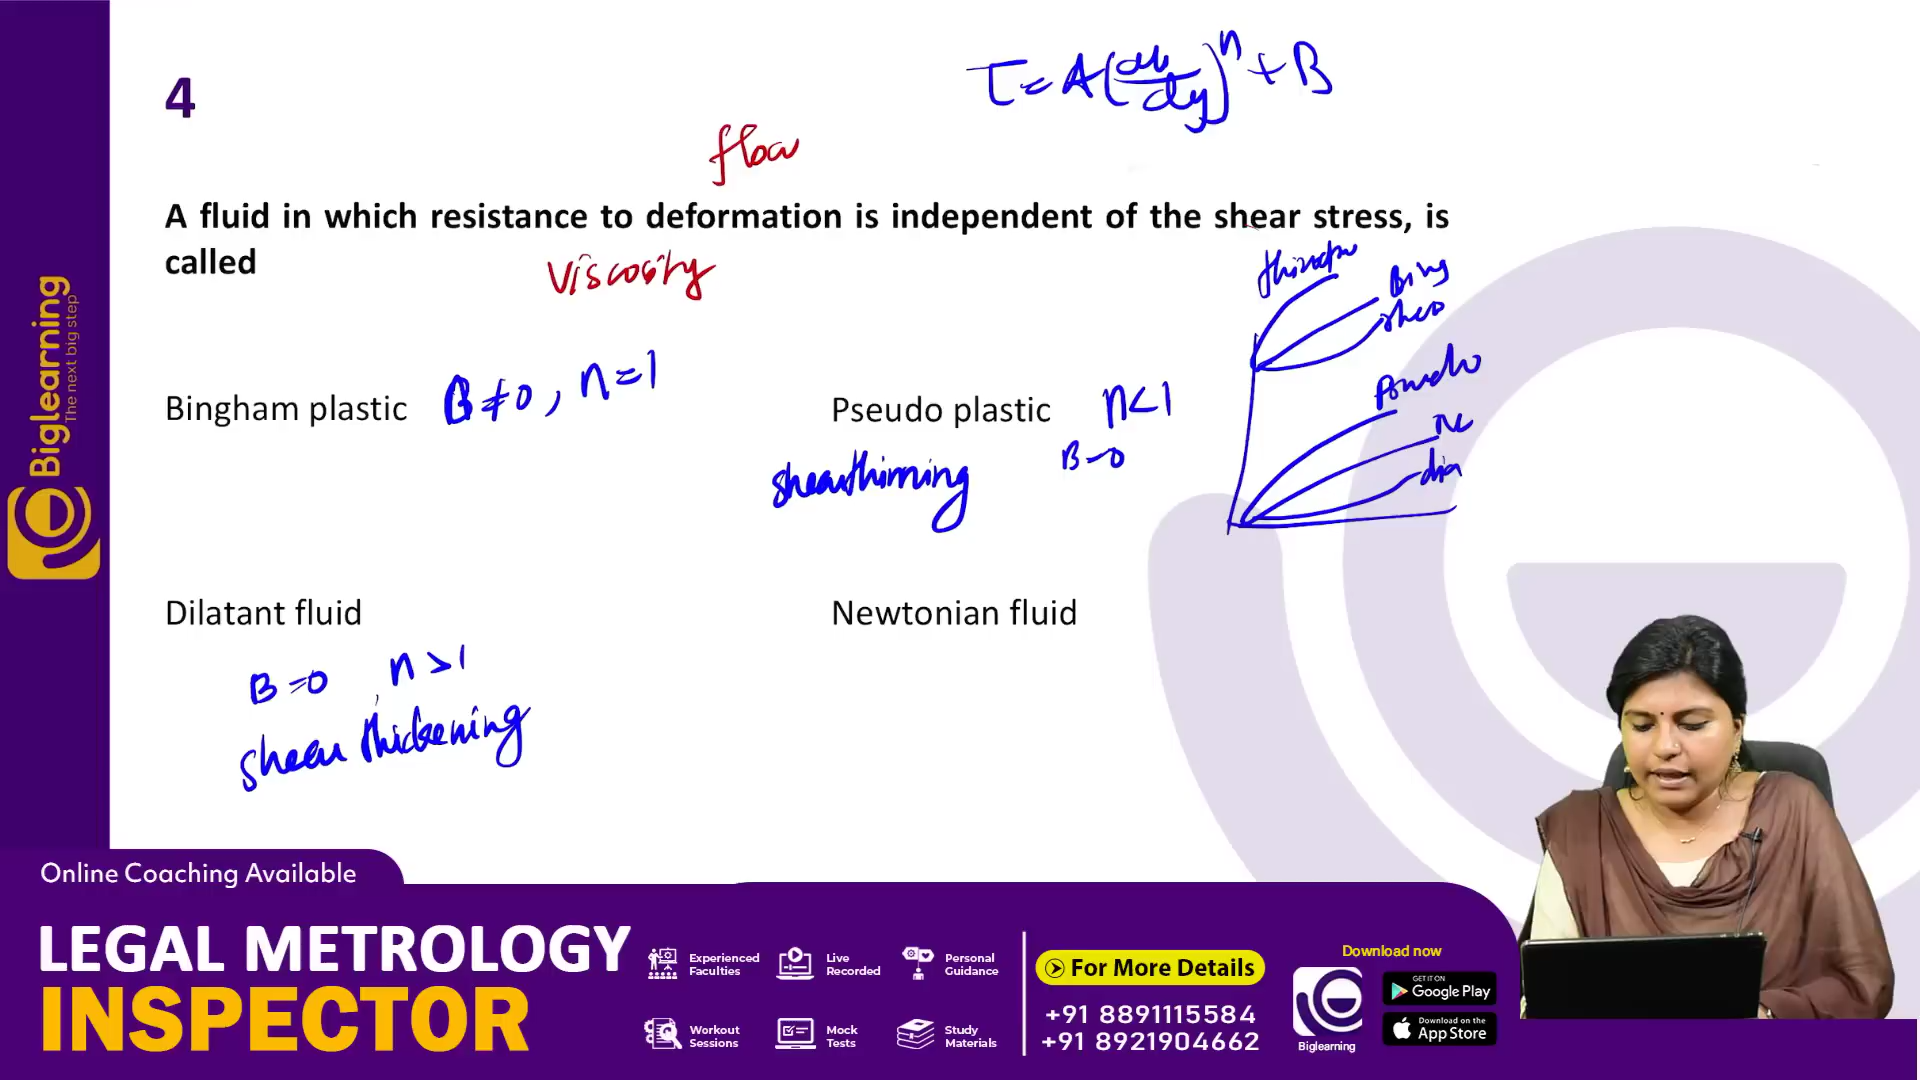 τ = A(du/dy)^n + B
4
flow
A fluid in which resistance to deformation is independent of the shear stress, is
called
viscosity
Bing
Bingham plastic
B ≠ 0, n = 1
Pseudo plastic
n < 1
B = 0
shear thinning
Pseudo
dia
Dilatant fluid
B = 0, n > 1
shear thickening
Newtonian fluid
Biglearning
The next big step
Online Coaching Available
LEGAL METROLOGY
INSPECTOR
Experienced
Faculties
Live
Recorded
Personal
Guidance
Workout
Sessions
Mock
Tests
Study
Materials
For More Details
+91 8891115584
+91 8921904662
Download now
Biglearning
GET IT ON
Google Play
Download on the
App Store